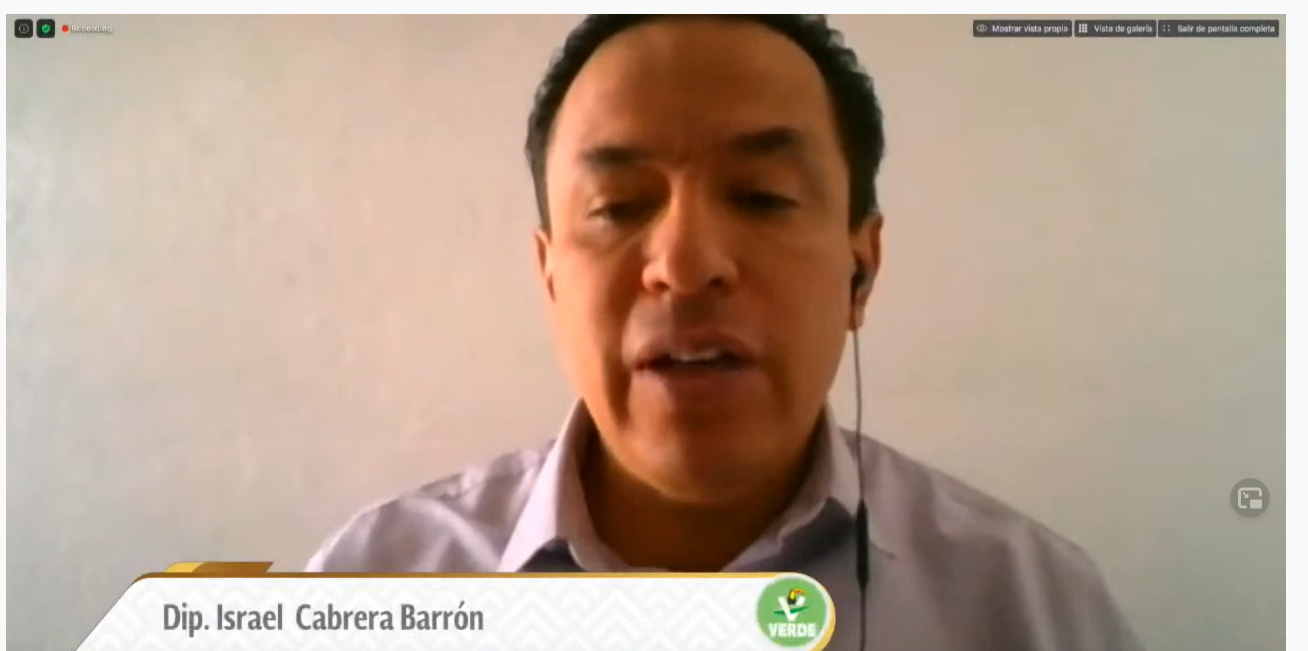 Recording
Mostrar vista propia
Vista de galería
Salir de pantalla completa
Dip. Israel Cabrera Barrón
VERDE